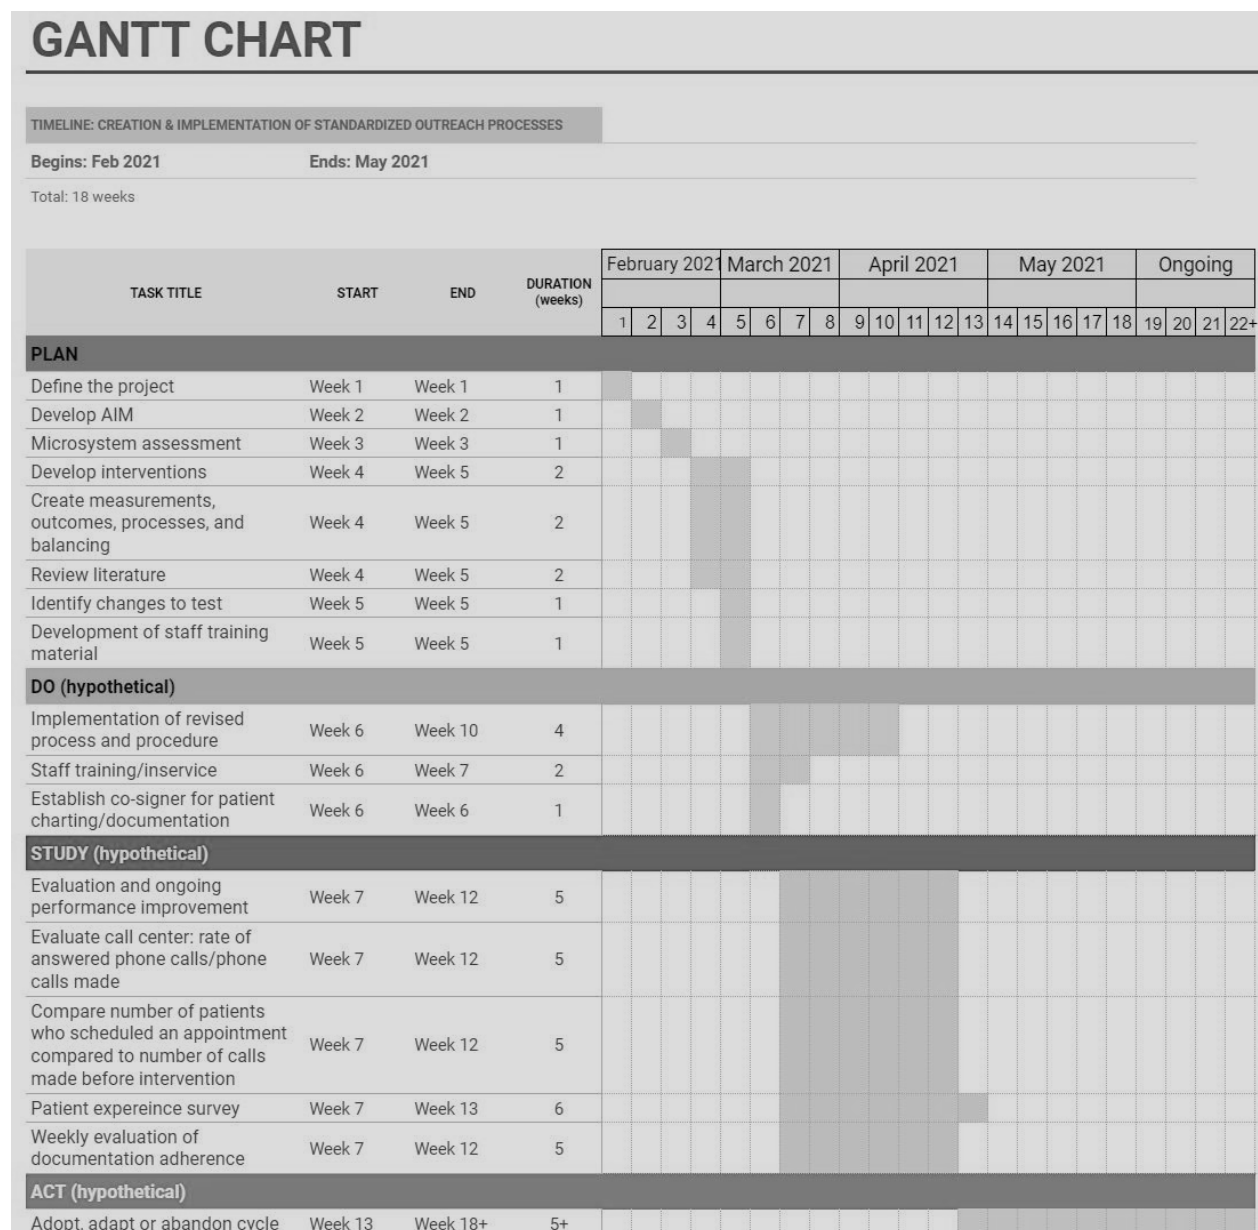 GANTT CHART
TIMELINE: CREATION & IMPLEMENTATION OF STANDARDIZED OUTREACH PROCESSES
Begins: Feb 2021 Ends: May 2021
Total: 18 weeks
TASK TITLE START END DURATION (weeks) February 2021 March 2021 April 2021 May 2021 Ongoing
1 2 3 4 5 6 7 8 9 10 11 12 13 14 15 16 17 18 19 20 21 22+
PLAN
Define the project Week 1 Week 1 1
Develop AIM Week 2 Week 2 1
Microsystem assessment Week 3 Week 3 1
Develop interventions Week 4 Week 5 2
Create measurements,
outcomes, processes, and Week 4 Week 5 2
balancing
Review literature Week 4 Week 5 2
Identify changes to test Week 5 Week 5 1
Development of staff training
material Week 5 Week 5 1
DO (hypothetical)
Implementation of revised
process and procedure Week 6 Week 10 4
Staff training/inservice Week 6 Week 7 2
Establish co-signer for patient
charting/documentation Week 6 Week 6 1
STUDY (hypothetical)
Evaluation and ongoing
performance improvement Week 7 Week 12 5
Evaluate call center: rate of
answered phone calls/phone Week 7 Week 12 5
calls made
Compare number of patients
who scheduled an appointment
compared to number of calls Week 7 Week 12 5
made before intervention
Patient expereince survey Week 7 Week 13 6
Weekly evaluation of
documentation adherence Week 7 Week 12 5
ACT (hypothetical)
Adopt, adapt or abandon cycle Week 13 Week 18+ 5+